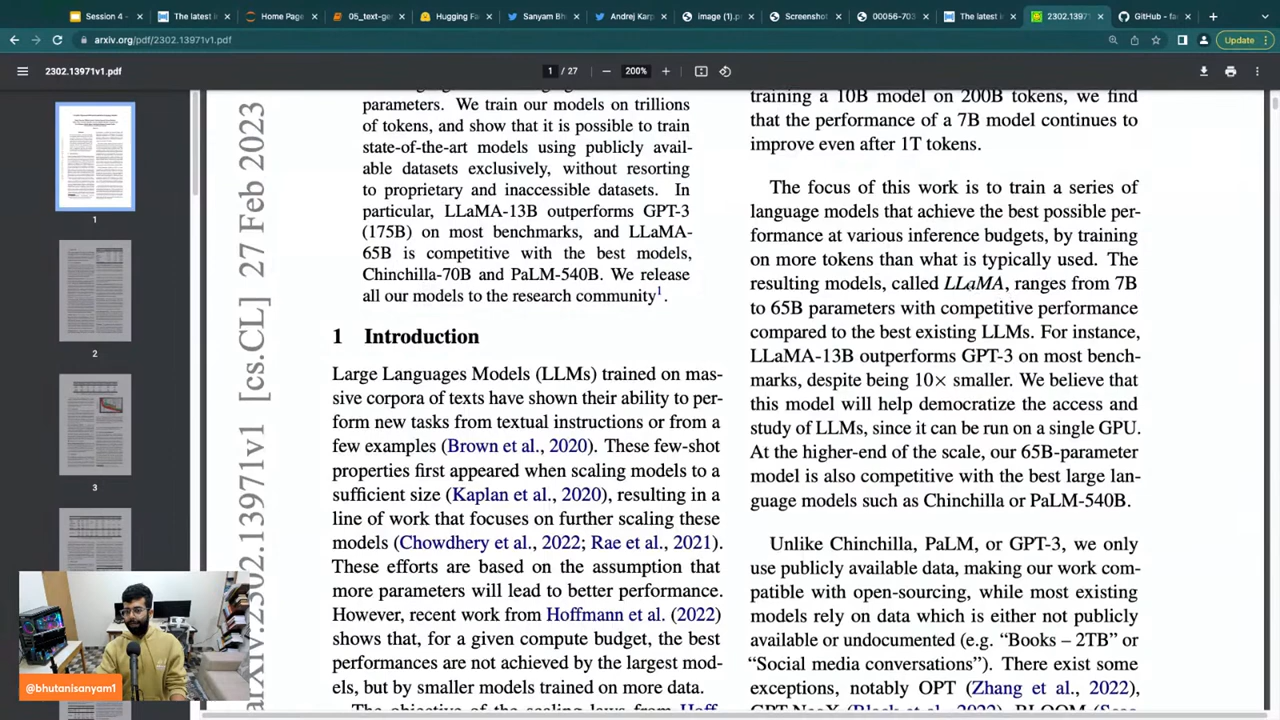 Session 4 -
The latest i
Home Page
05_text-ge
Hugging Fa
Sanyam Bh
Andrej Karp
image (1).p
Screenshot
00056-703
The latest i
2302.13971
GitHub - fa
arxiv.org/pdf/2302.13971v1.pdf
Update
2302.13971v1.pdf
1 / 27
200%
1
2
3
arXiv:2302.13971v1 [cs.CL] 27 Feb 2023
parameters. We train our models on trillions
of tokens, and show that it is possible to train
state-of-the-art models using publicly avail-
able datasets exclusively, without resorting
to proprietary and inaccessible datasets. In
particular, LLaMA-13B outperforms GPT-3
(175B) on most benchmarks, and LLaMA-
65B is competitive with the best models,
Chinchilla-70B and PaLM-540B. We release
all our models to the research community1.
1 Introduction
Large Languages Models (LLMs) trained on mas-
sive corpora of texts have shown their ability to per-
form new tasks from textual instructions or from a
few examples (Brown et al., 2020). These few-shot
properties first appeared when scaling models to a
sufficient size (Kaplan et al., 2020), resulting in a
line of work that focuses on further scaling these
models (Chowdhery et al., 2022; Rae et al., 2021).
These efforts are based on the assumption that
more parameters will lead to better performance.
However, recent work from Hoffmann et al. (2022)
shows that, for a given compute budget, the best
performances are not achieved by the largest mod-
els, but by smaller models trained on more data.
The objective of the scaling laws from Hoff-
training a 10B model on 200B tokens, we find
that the performance of a 7B model continues to
improve even after 1T tokens.
The focus of this work is to train a series of
language models that achieve the best possible per-
formance at various inference budgets, by training
on more tokens than what is typically used. The
resulting models, called LLaMA, ranges from 7B
to 65B parameters with competitive performance
compared to the best existing LLMs. For instance,
LLaMA-13B outperforms GPT-3 on most bench-
marks, despite being 10× smaller. We believe that
this model will help democratize the access and
study of LLMs, since it can be run on a single GPU.
At the higher-end of the scale, our 65B-parameter
model is also competitive with the best large lan-
guage models such as Chinchilla or PaLM-540B.
Unlike Chinchilla, PaLM, or GPT-3, we only
use publicly available data, making our work com-
patible with open-sourcing, while most existing
models rely on data which is either not publicly
available or undocumented (e.g. “Books – 2TB” or
“Social media conversations”). There exist some
exceptions, notably OPT (Zhang et al., 2022),
@bhutanisanyam1